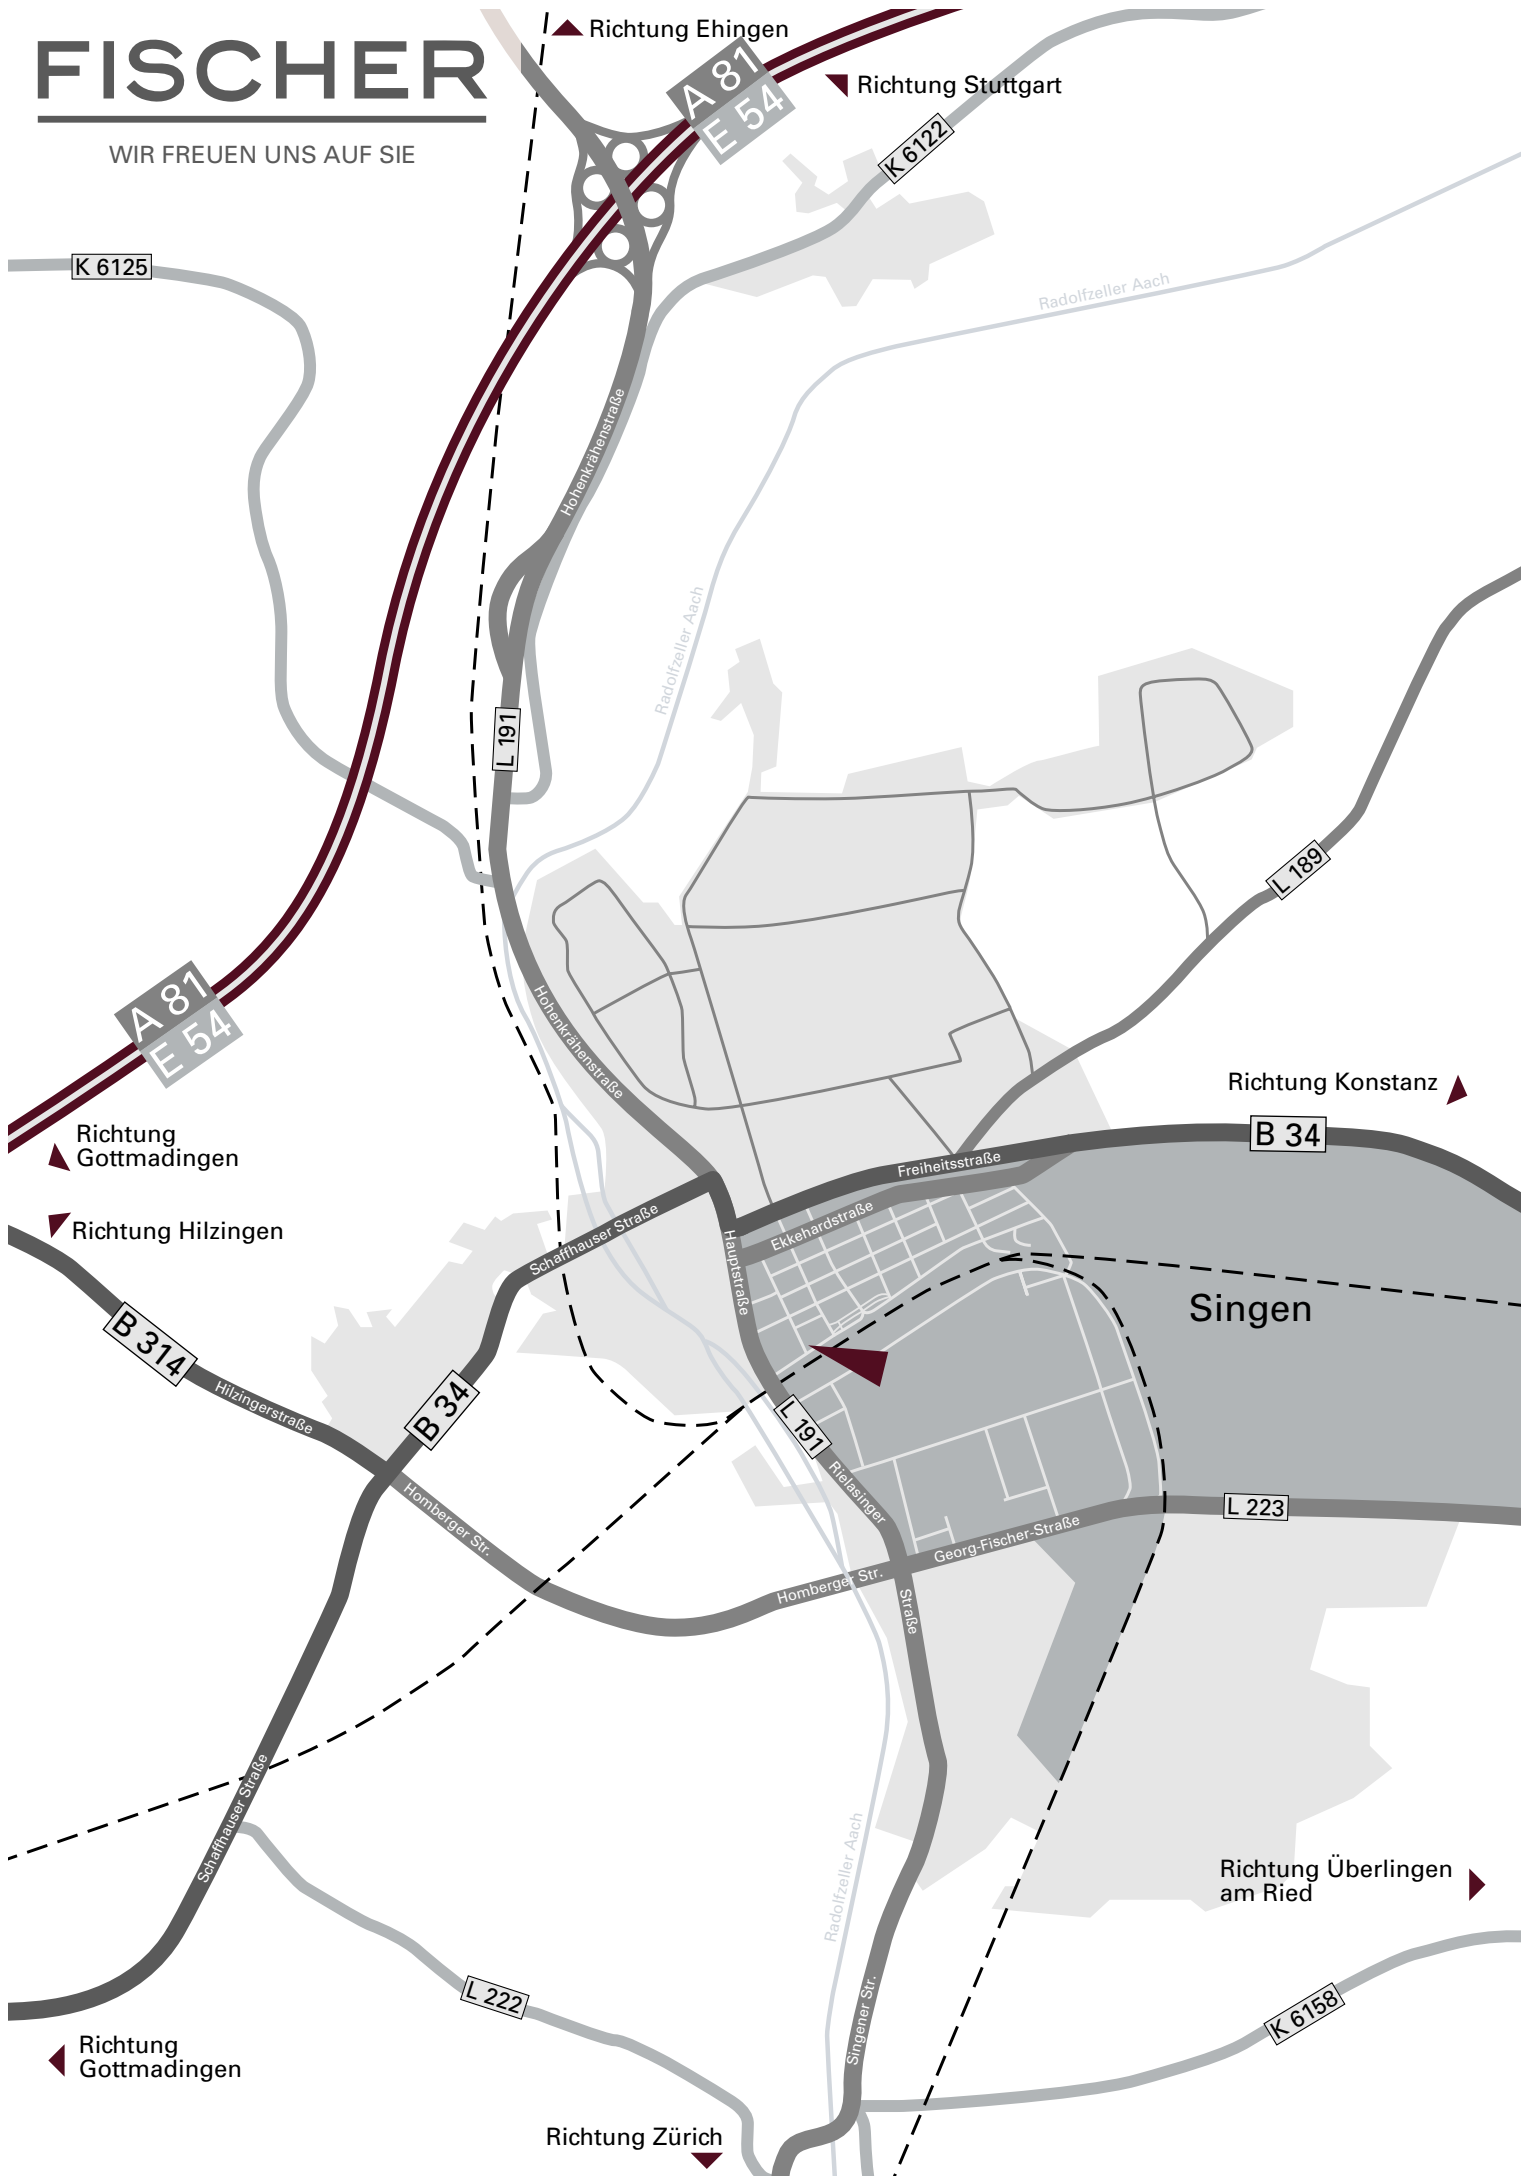 Richtung Ehingen
FISCHER
WIR FREUEN UNS AUF SIE
A 81
E 54
Richtung Stuttgart
K 6122
K 6125
Radolfzeller Aach
Hohenkrähenstraße
Radolfzeller Aach
L 191
L 189
A 81
E 54
Hohenkrähenstraße
Richtung Konstanz
Richtung
Gottmadingen
B 34
Freiheitsstraße
Richtung Hilzingen
Schaffhauser Straße
Ekkehardstraße
Hauptstraße
Singen
B 314
Hilzingerstraße
B 34
L 191
Rielasinger
Homberger Str.
L 223
Georg-Fischer-Straße
Homberger Str.
Straße
Schaffhauser Straße
Radolfzeller Aach
Richtung Überlingen
am Ried
L 222
Singener Str.
K 6158
Richtung
Gottmadingen
Richtung Zürich